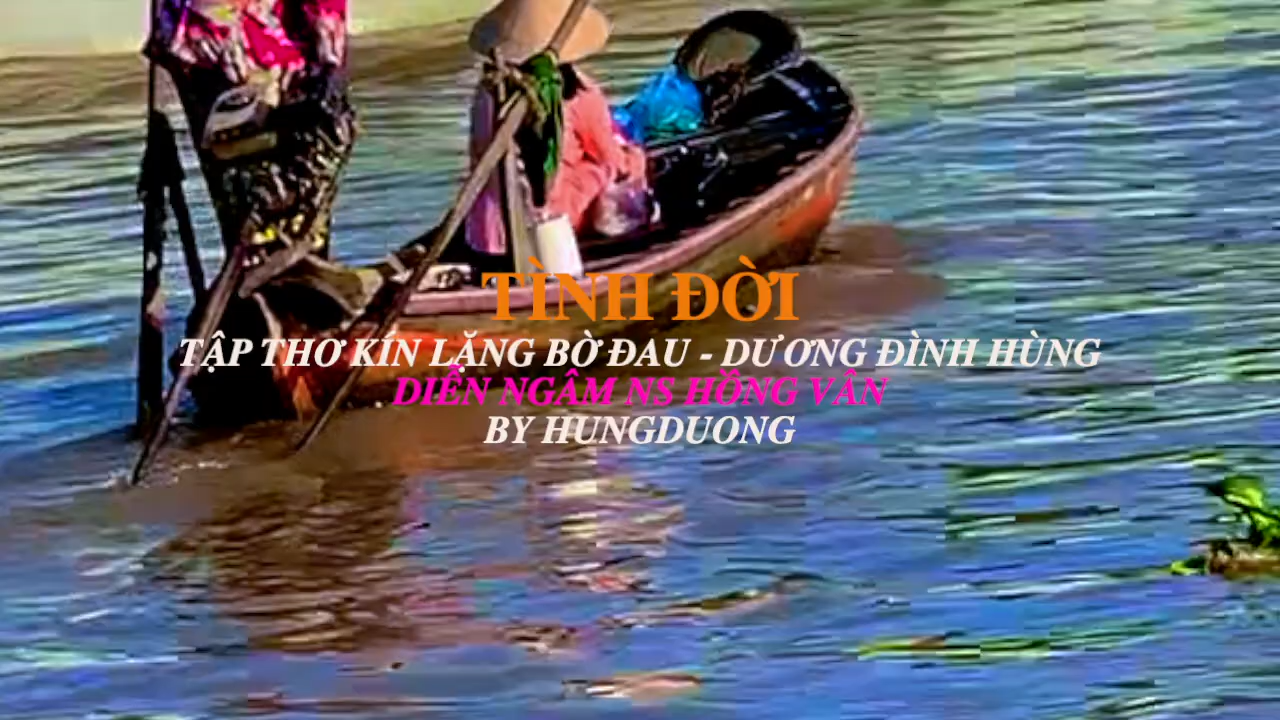 TÌNH ĐỜI
TẬP THƠ KÍN LẶNG BỜ ĐAU - DƯƠNG ĐÌNH HÙNG
DIỄN NGÂM NS HỒNG VÂN
BY HUNGDUONG